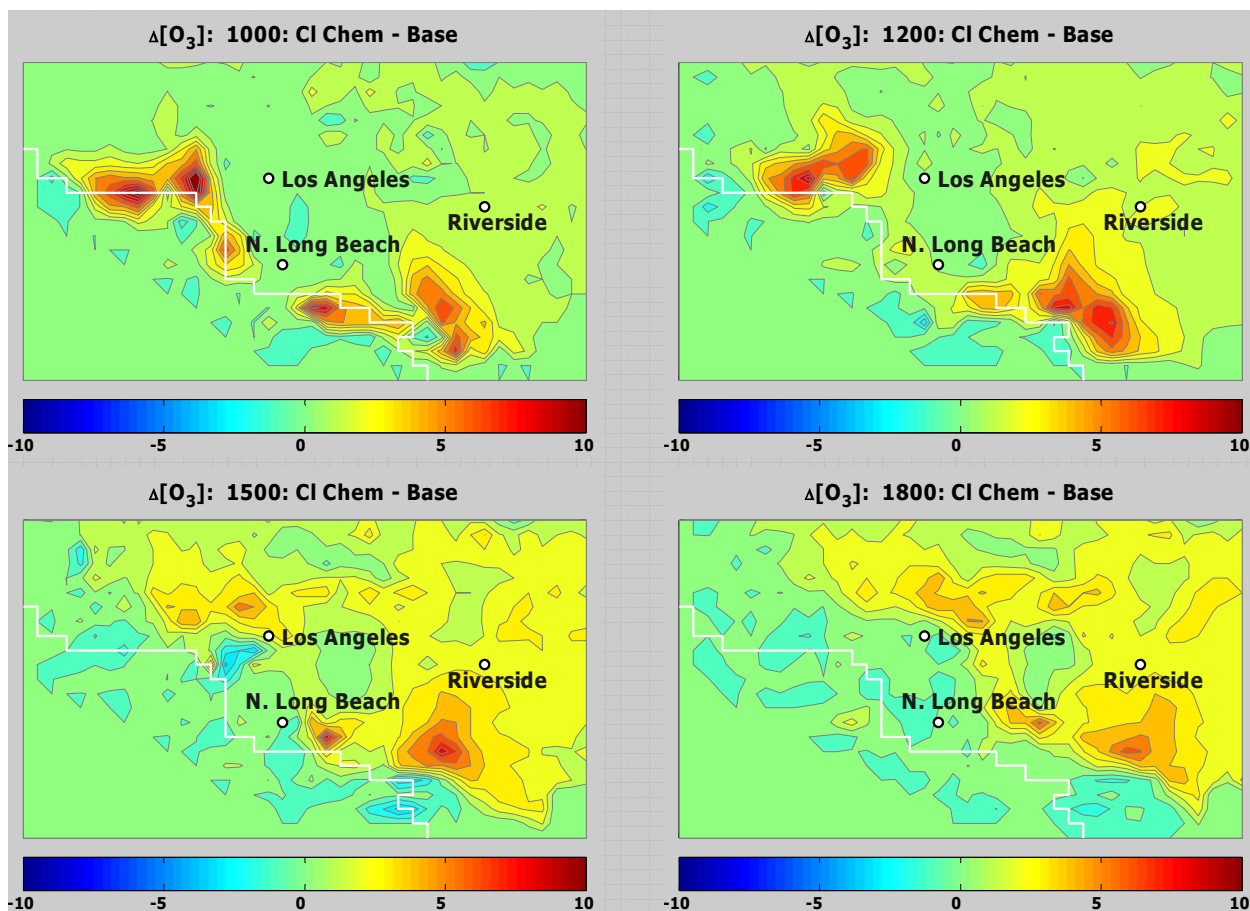 Δ[O₃]: 1000: Cl Chem - Base
Los Angeles
Riverside
N. Long Beach
-10 -5 0 5 10
Δ[O₃]: 1200: Cl Chem - Base
Los Angeles
Riverside
N. Long Beach
-10 -5 0 5 10
Δ[O₃]: 1500: Cl Chem - Base
Los Angeles
Riverside
N. Long Beach
-10 -5 0 5 10
Δ[O₃]: 1800: Cl Chem - Base
Los Angeles
Riverside
N. Long Beach
-10 -5 0 5 10